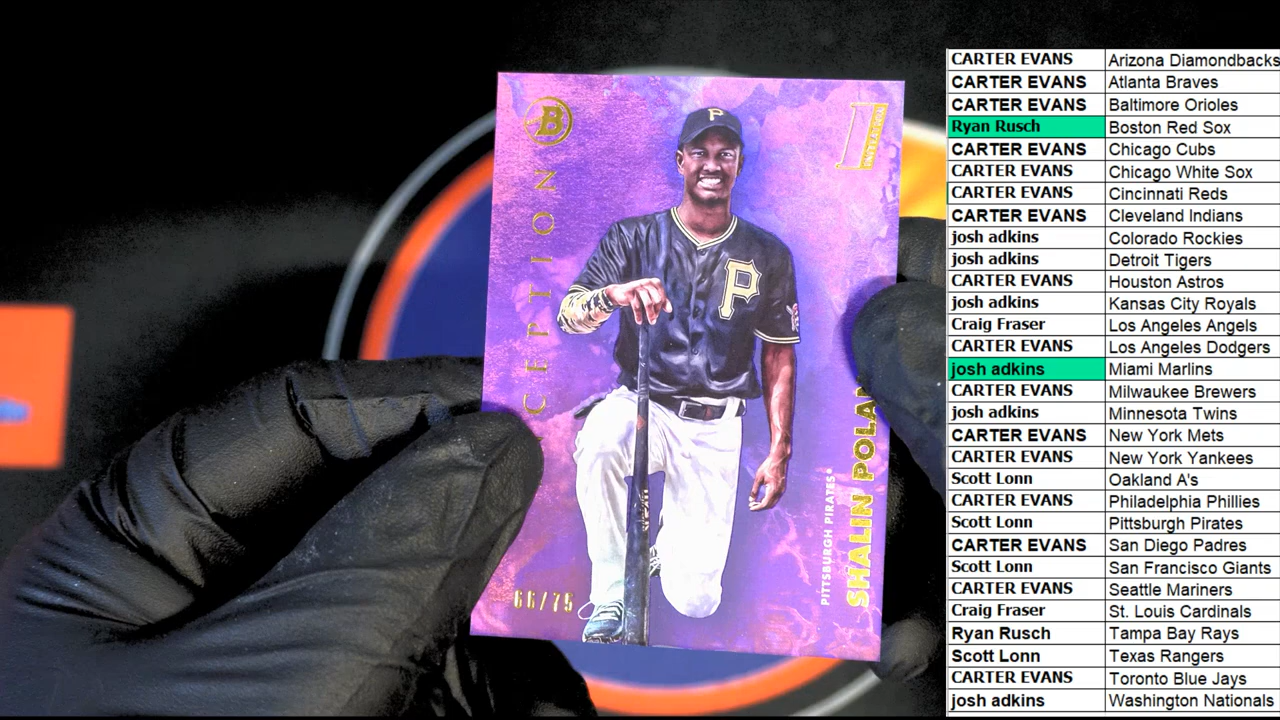 B
CEPTION
P
P
PITTSBURGH PIRATES®
SHALIN POLAN
66/75
CARTER EVANS Arizona Diamondbacks
CARTER EVANS Atlanta Braves
CARTER EVANS Baltimore Orioles
Ryan Rusch Boston Red Sox
CARTER EVANS Chicago Cubs
CARTER EVANS Chicago White Sox
CARTER EVANS Cincinnati Reds
CARTER EVANS Cleveland Indians
josh adkins Colorado Rockies
josh adkins Detroit Tigers
CARTER EVANS Houston Astros
josh adkins Kansas City Royals
Craig Fraser Los Angeles Angels
CARTER EVANS Los Angeles Dodgers
josh adkins Miami Marlins
CARTER EVANS Milwaukee Brewers
josh adkins Minnesota Twins
CARTER EVANS New York Mets
CARTER EVANS New York Yankees
Scott Lonn Oakland A's
CARTER EVANS Philadelphia Phillies
Scott Lonn Pittsburgh Pirates
CARTER EVANS San Diego Padres
Scott Lonn San Francisco Giants
CARTER EVANS Seattle Mariners
Craig Fraser St. Louis Cardinals
Ryan Rusch Tampa Bay Rays
Scott Lonn Texas Rangers
CARTER EVANS Toronto Blue Jays
josh adkins Washington Nationals